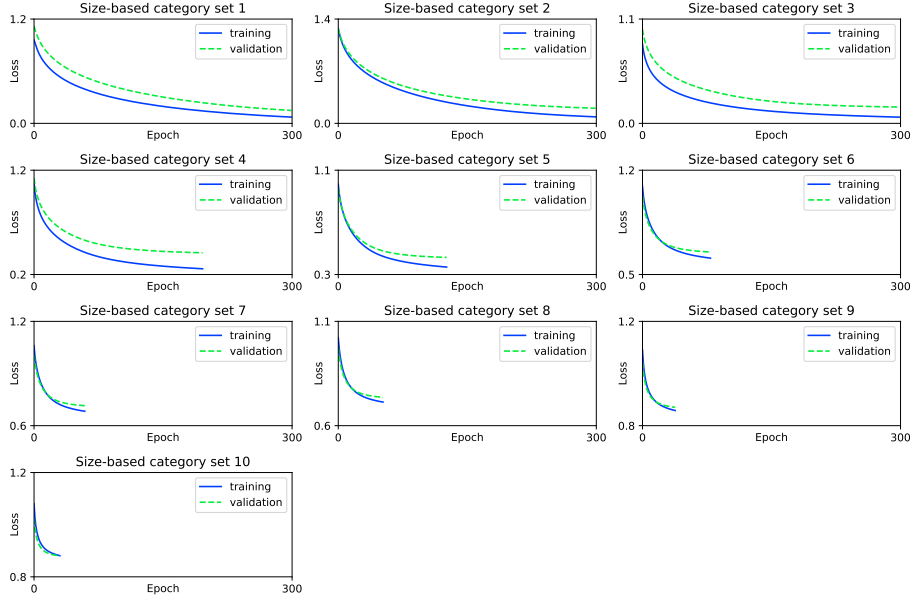 Size-based category set 1
1.2
Loss
training
validation
0.0
0
Epoch
300
Size-based category set 2
1.4
Loss
training
validation
0.0
0
Epoch
300
Size-based category set 3
1.1
Loss
training
validation
0.0
0
Epoch
300
Size-based category set 4
1.2
Loss
training
validation
0.2
0
Epoch
300
Size-based category set 5
1.1
Loss
training
validation
0.3
0
Epoch
300
Size-based category set 6
1.2
Loss
training
validation
0.5
0
Epoch
300
Size-based category set 7
1.2
Loss
training
validation
0.6
0
Epoch
300
Size-based category set 8
1.1
Loss
training
validation
0.6
0
Epoch
300
Size-based category set 9
1.2
Loss
training
validation
0.8
0
Epoch
300
Size-based category set 10
1.2
Loss
training
validation
0.8
0
Epoch
300